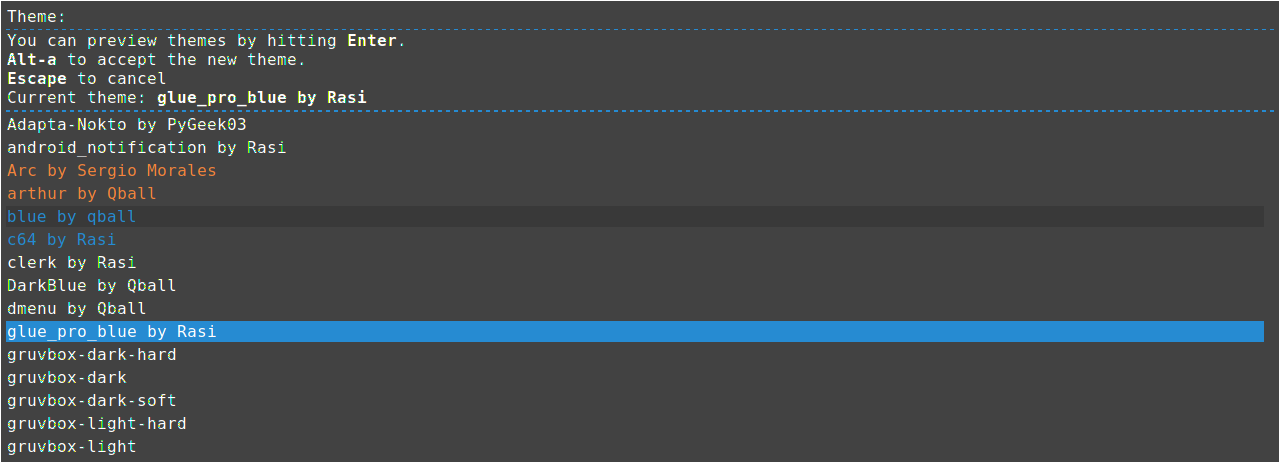 Theme:
You can preview themes by hitting Enter.
Alt-a to accept the new theme.
Escape to cancel
Current theme: glue_pro_blue by Rasi
Adapta-Nokto by PyGeek03
android_notification by Rasi
Arc by Sergio Morales
arthur by Qball
blue by qball
c64 by Rasi
clerk by Rasi
DarkBlue by Qball
dmenu by Qball
glue_pro_blue by Rasi
gruvbox-dark-hard
gruvbox-dark
gruvbox-dark-soft
gruvbox-light-hard
gruvbox-light